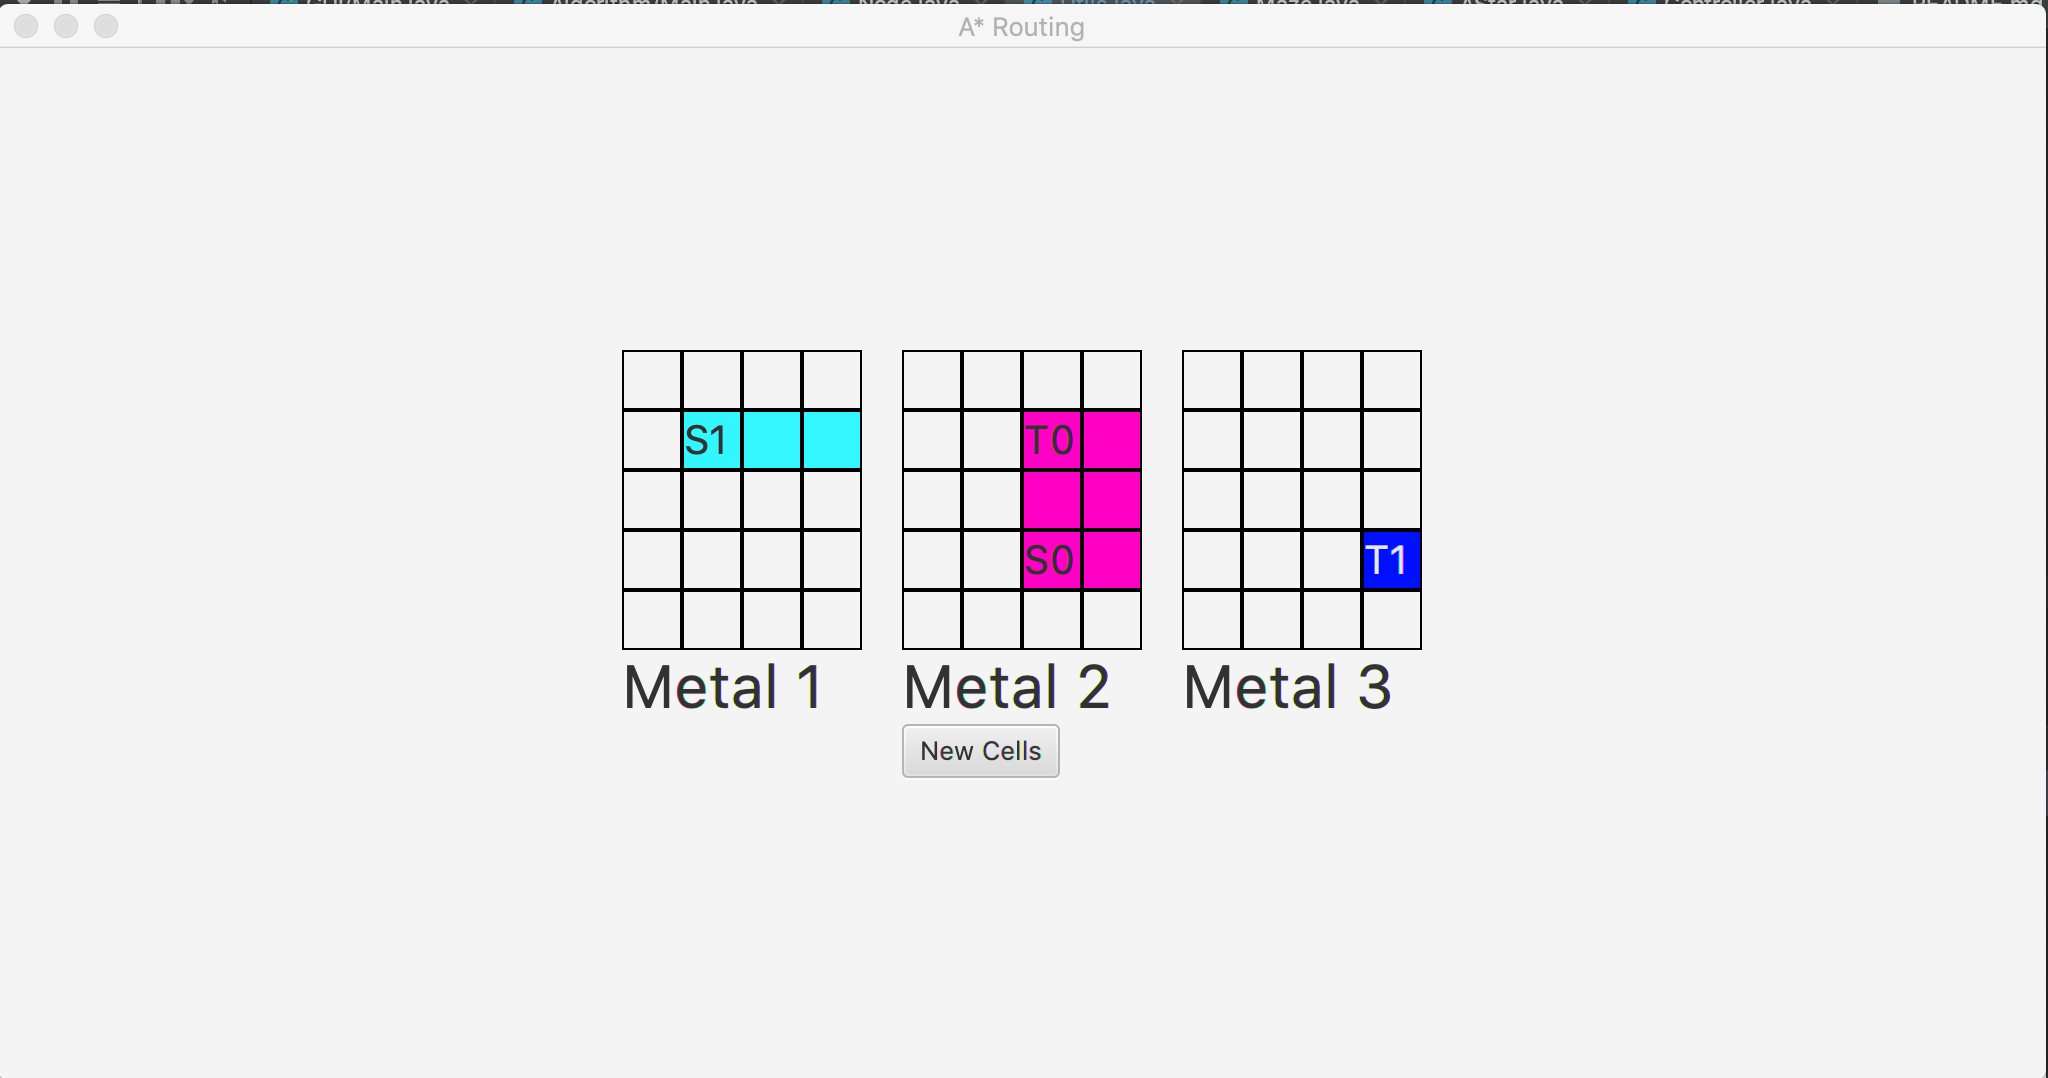 A* Routing
S1
T0
S0
T1
Metal 1
Metal 2
Metal 3
New Cells